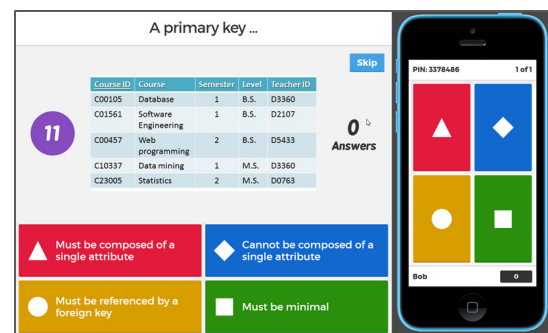 A primary key ...
Skip
Course ID Course Semester Level Teacher ID
C00105 Database 1 B.S. D3360
C01561 Software Engineering 1 B.S. D2107
C00457 Web programming 2 B.S. D5433
C10337 Data mining 1 M.S. D3360
C23005 Statistics 2 M.S. D0763
11
0
Answers
Must be composed of a
single attribute
Cannot be composed of a
single attribute
Must be referenced by a
foreign key
Must be minimal
PIN: 3378486 1 of 1
Bob 0